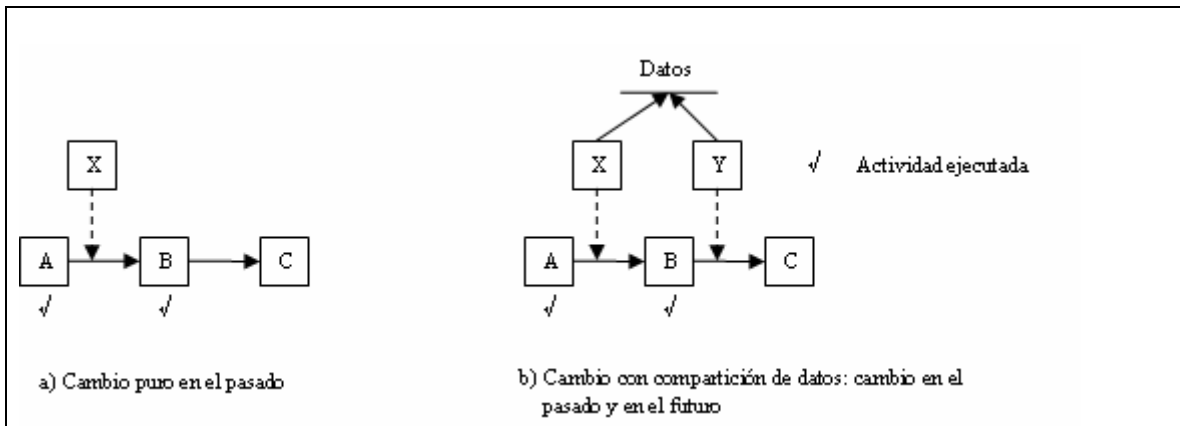 Datos
X
X
Y
√ Actividad ejecutada
A
B
C
A
B
C
√
√
√
√
a) Cambio puro en el pasado
b) Cambio con compartición de datos: cambio en el
pasado y en el futuro